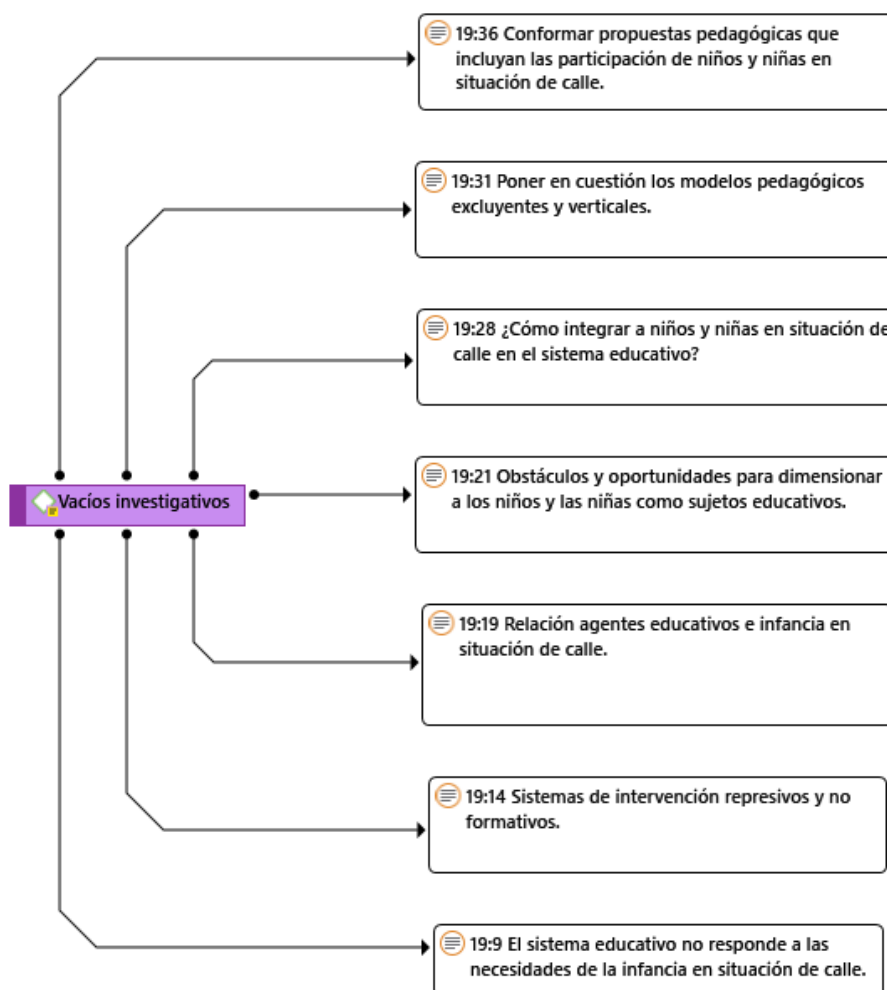 19:36 Conformar propuestas pedagógicas que
incluyan las participación de niños y niñas en
situación de calle.
19:31 Poner en cuestión los modelos pedagógicos
excluyentes y verticales.
19:28 ¿Cómo integrar a niños y niñas en situación de
calle en el sistema educativo?
19:21 Obstáculos y oportunidades para dimensionar
a los niños y las niñas como sujetos educativos.
Vacíos investigativos
19:19 Relación agentes educativos e infancia en
situación de calle.
19:14 Sistemas de intervención represivos y no
formativos.
19:9 El sistema educativo no responde a las
necesidades de la infancia en situación de calle.